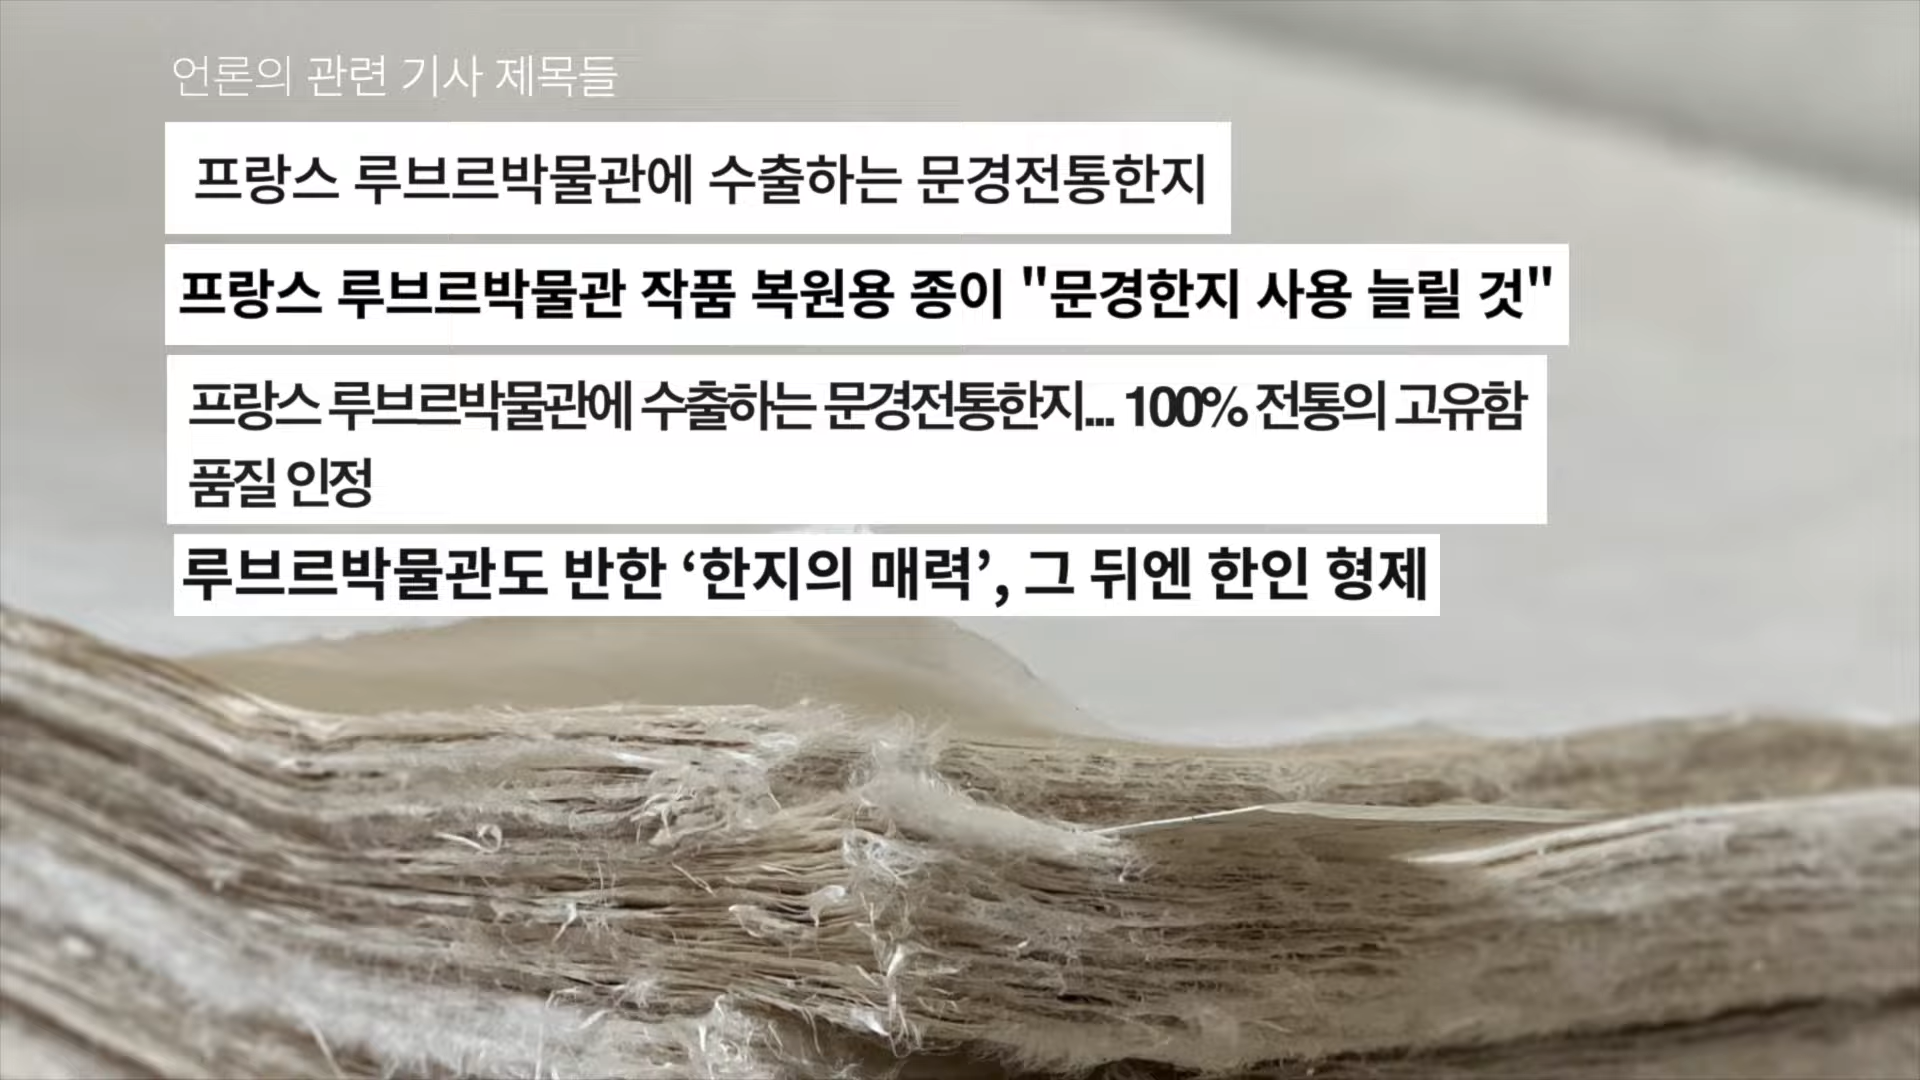 언론의 관련 기사 제목들
프랑스 루브르박물관에 수출하는 문경전통한지
프랑스 루브르박물관 작품 복원용 종이 "문경한지 사용 늘릴 것"
프랑스 루브르박물관에 수출하는 문경전통한지... 100% 전통의 고유함
품질 인정
루브르박물관도 반한 ‘한지의 매력’, 그 뒤엔 한인 형제